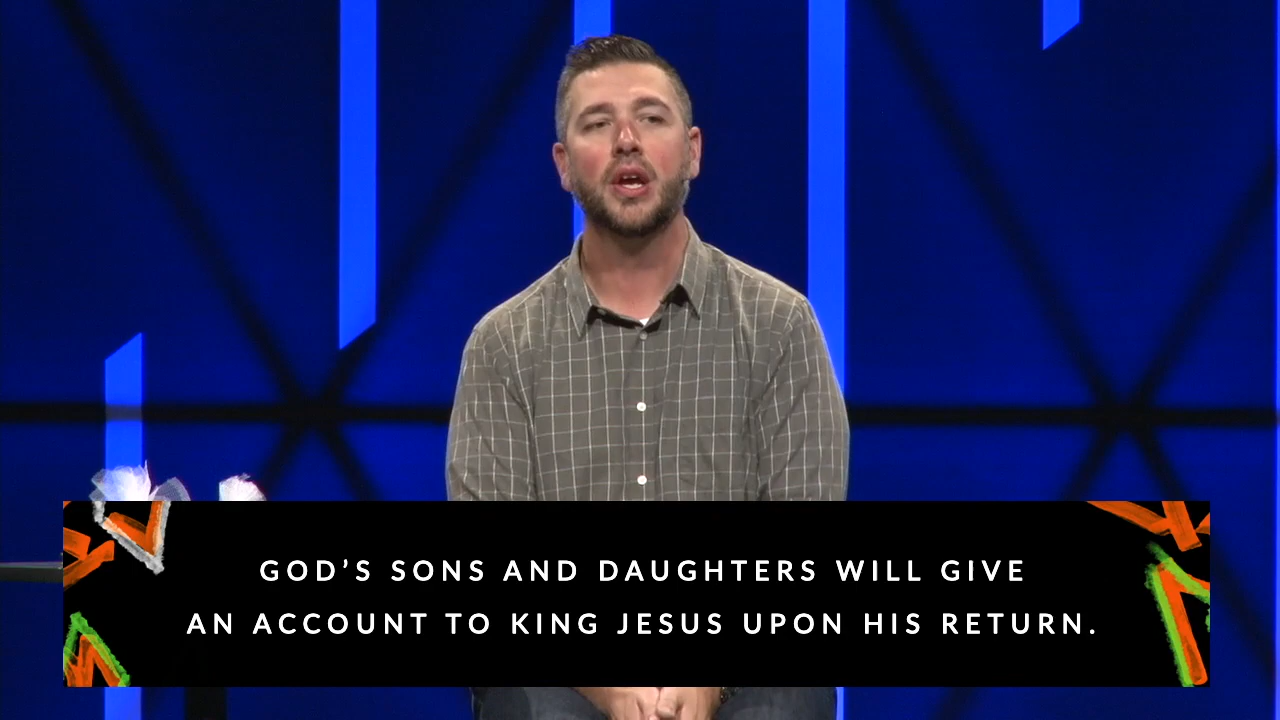 GOD’S SONS AND DAUGHTERS WILL GIVE
AN ACCOUNT TO KING JESUS UPON HIS RETURN.